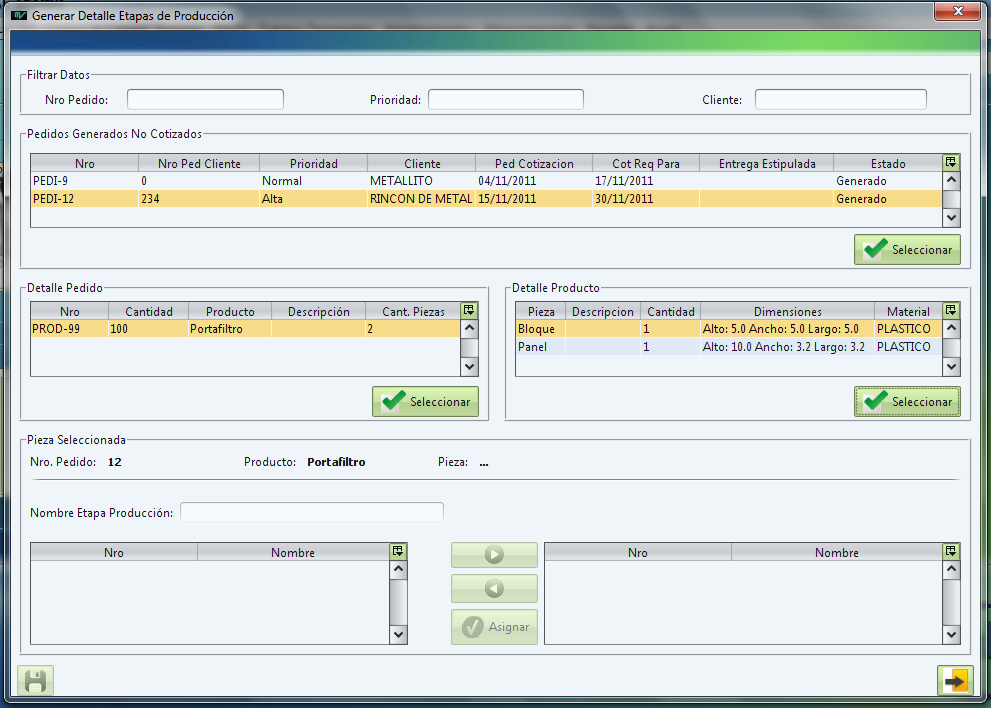 Generar Detalle Etapas de Producción
Filtrar Datos
Nro Pedido: Prioridad: Cliente:
Pedidos Generados No Cotizados
Nro Nro Ped Cliente Prioridad Cliente Ped Cotizacion Cot Req Para Entrega Estipulada Estado
PEDI-9 0 Normal METALLITO 04/11/2011 17/11/2011 Generado
PEDI-12 234 Alta RINCON DE METAL 15/11/2011 30/11/2011 Generado
Seleccionar
Detalle Pedido
Nro Cantidad Producto Descripción Cant. Piezas
PROD-99 100 Portafiltro 2
Seleccionar
Detalle Producto
Pieza Descripcion Cantidad Dimensiones Material
Bloque 1 Alto: 5.0 Ancho: 5.0 Largo: 5.0 PLASTICO
Panel 1 Alto: 10.0 Ancho: 3.2 Largo: 3.2 PLASTICO
Seleccionar
Pieza Seleccionada
Nro. Pedido: 12 Producto: Portafiltro Pieza: ...
Nombre Etapa Producción:
Nro Nombre
Asignar
Nro Nombre